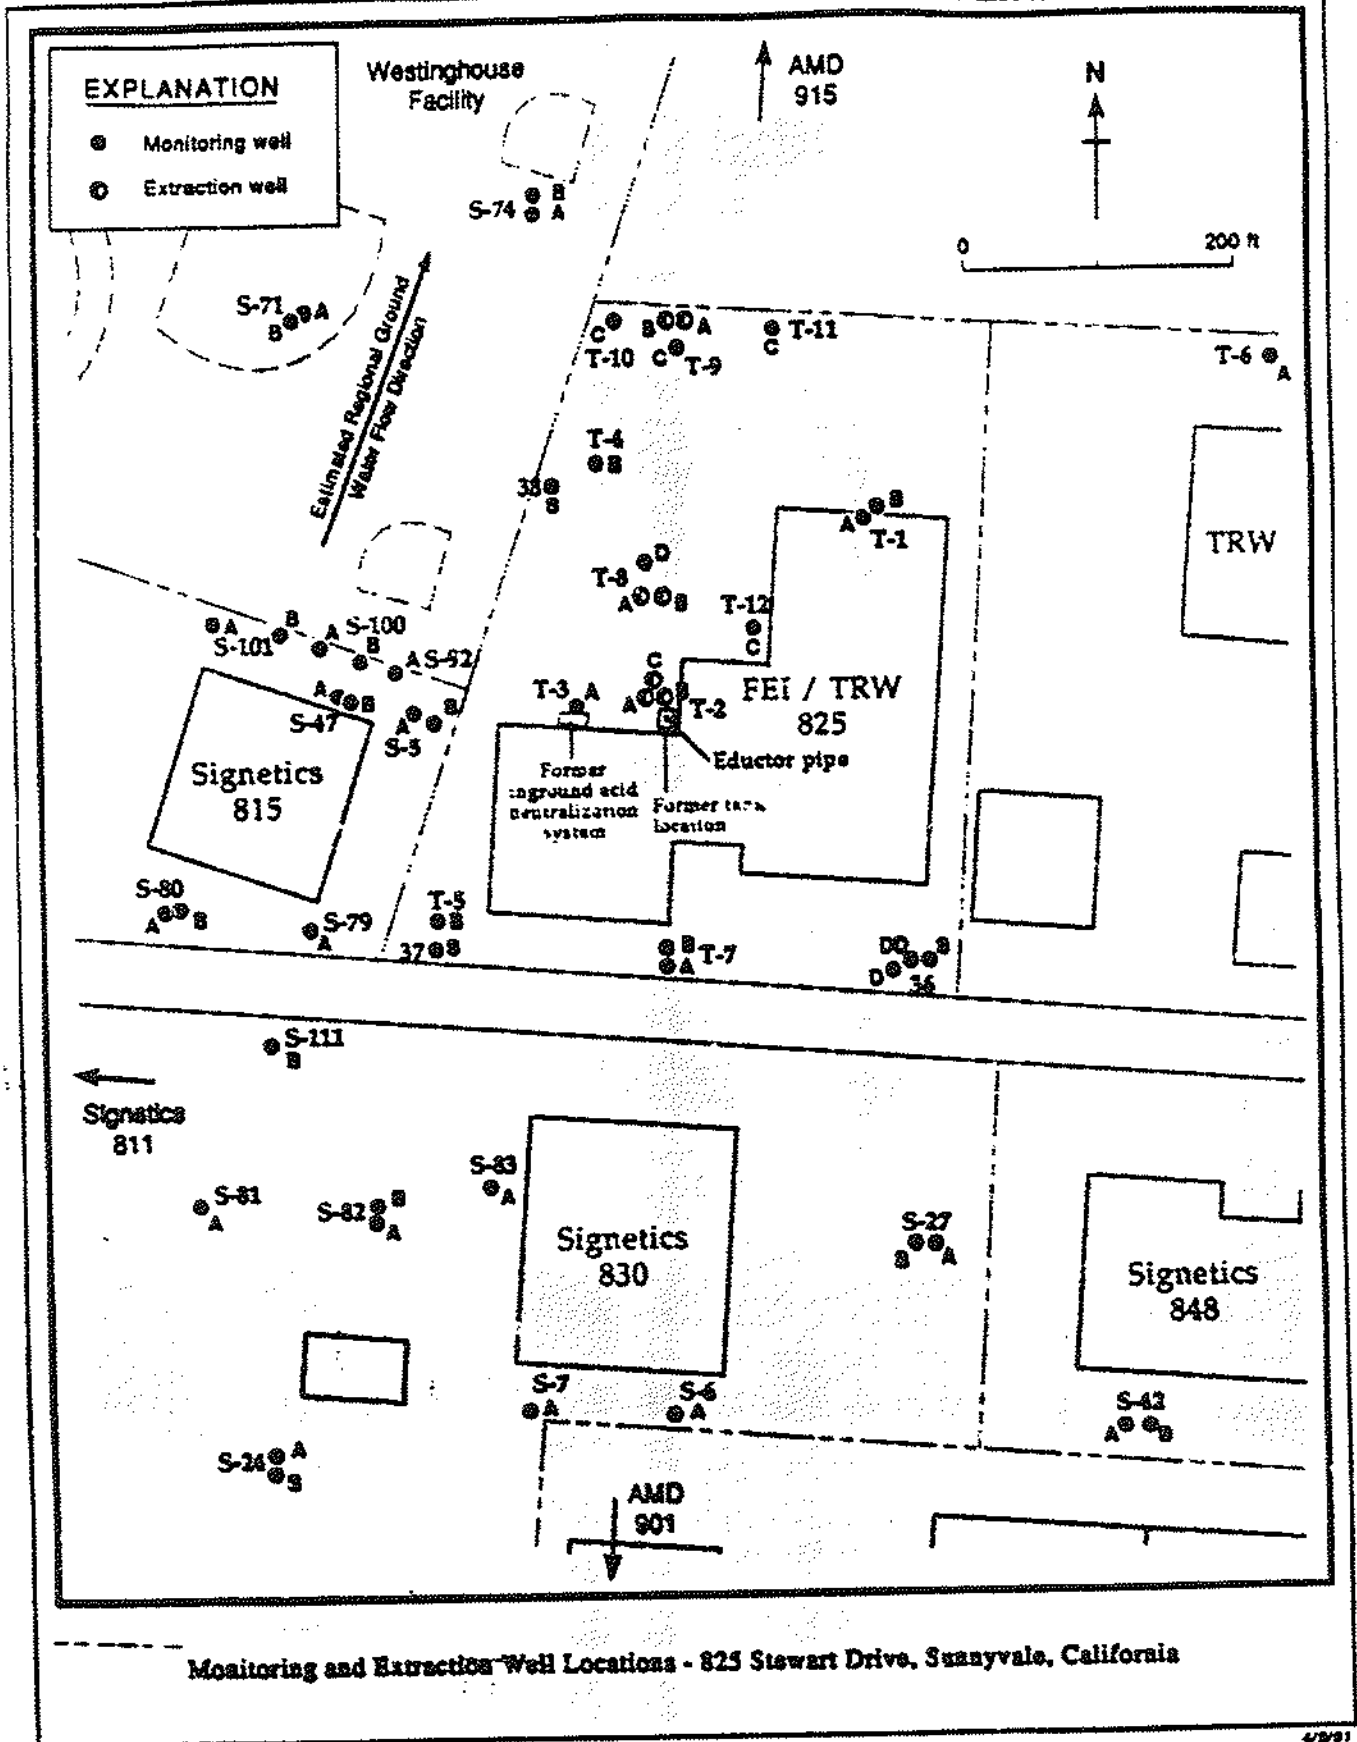 EXPLANATION
Monitoring well
Extraction well
Westinghouse
Facility
AMD
915
N
0
200 ft
S-74
B
A
S-71
A
B
Estimated Regional Ground
Water Flow Direction
C
B
A
T-10
C
T-9
T-11
C
T-6
A
T-4
B
38
B
A
B
T-1
TRW
D
T-8
A
B
T-12
C
A
S-101
B
A
S-100
B
A
S-92
A
B
S-47
A
B
S-5
T-3
A
C
A
B
T-2
FEI / TRW
825
Eductor pipe
Former
inground acid
neutralization
system
Former tank
location
Signetics
815
S-80
A
B
S-79
A
T-5
B
37
B
B
A
T-7
DD
B
D
36
S-111
B
Signetics
811
S-83
A
S-81
A
S-82
B
A
Signetics
830
S-27
B
A
Signetics
848
S-7
A
S-6
A
S-42
A
B
S-24
A
B
AMD
901
Monitoring and Extraction Well Locations - 825 Stewart Drive, Sunnyvale, California